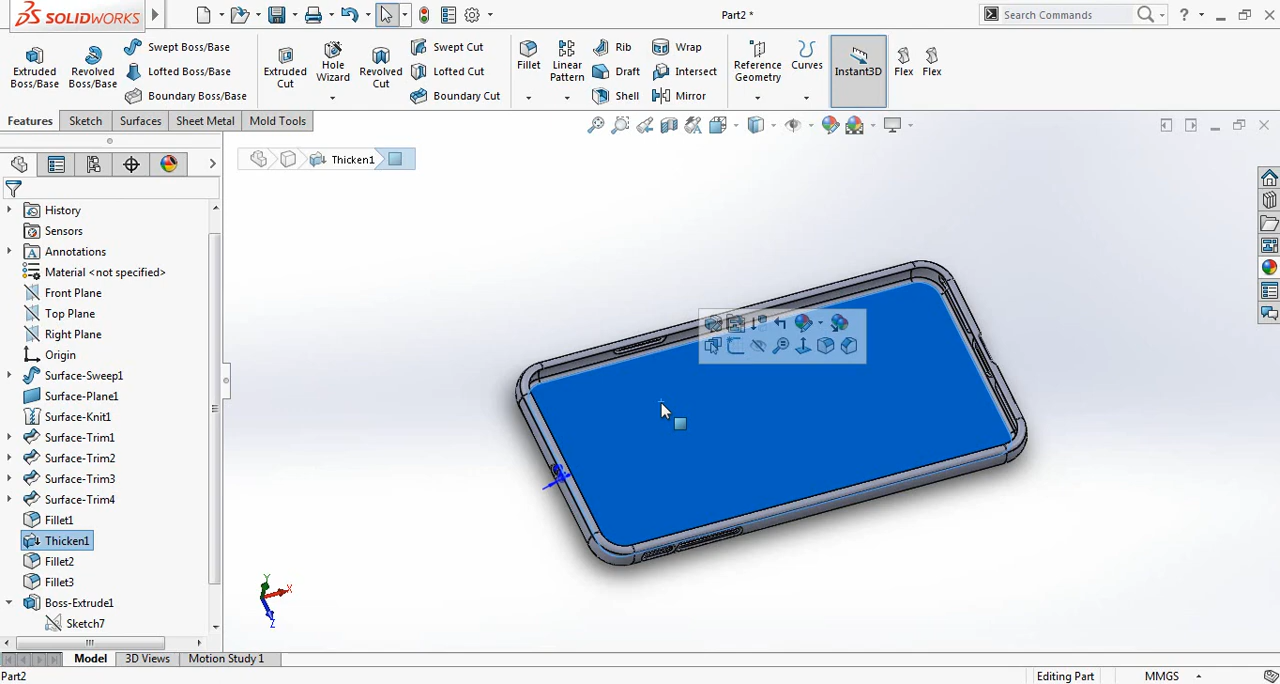 SOLIDWORKS
Part2 *
Search Commands
?
Extruded Boss/Base
Revolved Boss/Base
Swept Boss/Base
Lofted Boss/Base
Boundary Boss/Base
Extruded Cut
Hole Wizard
Revolved Cut
Swept Cut
Lofted Cut
Boundary Cut
Fillet
Linear Pattern
Rib
Draft
Shell
Wrap
Intersect
Mirror
Reference Geometry
Curves
Instant3D
Flex
Flex
Features
Sketch
Surfaces
Sheet Metal
Mold Tools
Thicken1
History
Sensors
Annotations
Material <not specified>
Front Plane
Top Plane
Right Plane
Origin
Surface-Sweep1
Surface-Plane1
Surface-Knit1
Surface-Trim1
Surface-Trim2
Surface-Trim3
Surface-Trim4
Fillet1
Thicken1
Fillet2
Fillet3
Boss-Extrude1
Sketch7
Y
X
Z
Model
3D Views
Motion Study 1
Part2
Editing Part
MMGS